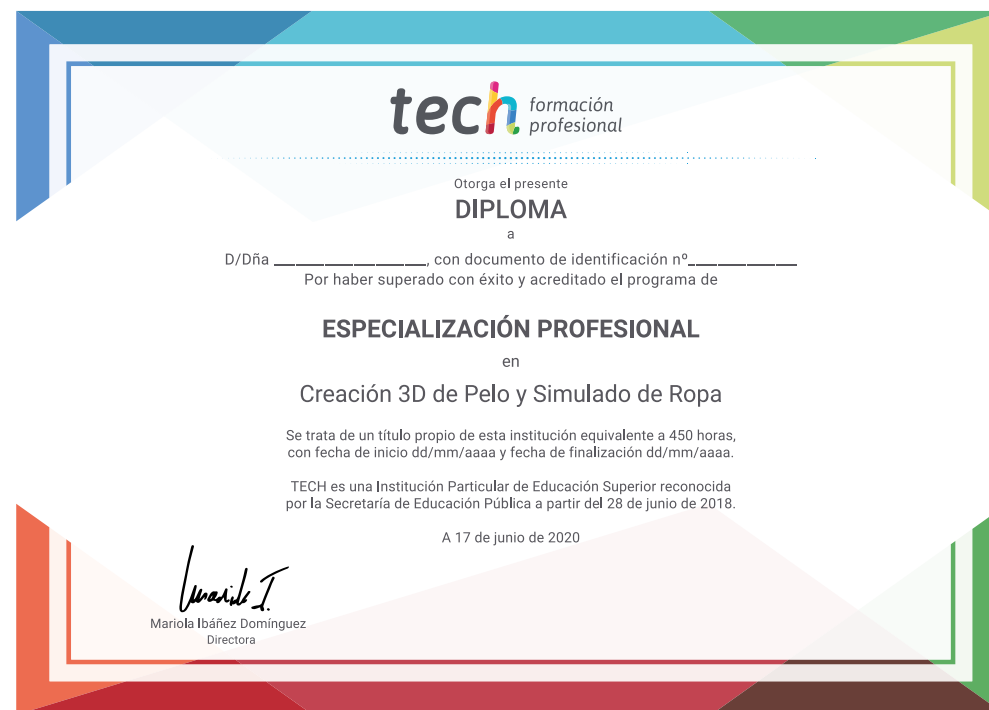 tech formación
profesional
Otorga el presente
DIPLOMA
a
D/Dña __________________, con documento de identificación nº_____________
Por haber superado con éxito y acreditado el programa de
ESPECIALIZACIÓN PROFESIONAL
en
Creación 3D de Pelo y Simulado de Ropa
Se trata de un título propio de esta institución equivalente a 450 horas,
con fecha de inicio dd/mm/aaaa y fecha de finalización dd/mm/aaaa.
TECH es una Institución Particular de Educación Superior reconocida
por la Secretaría de Educación Pública a partir del 28 de junio de 2018.
A 17 de junio de 2020
Mariola I.
Mariola Ibáñez Domínguez
Directora